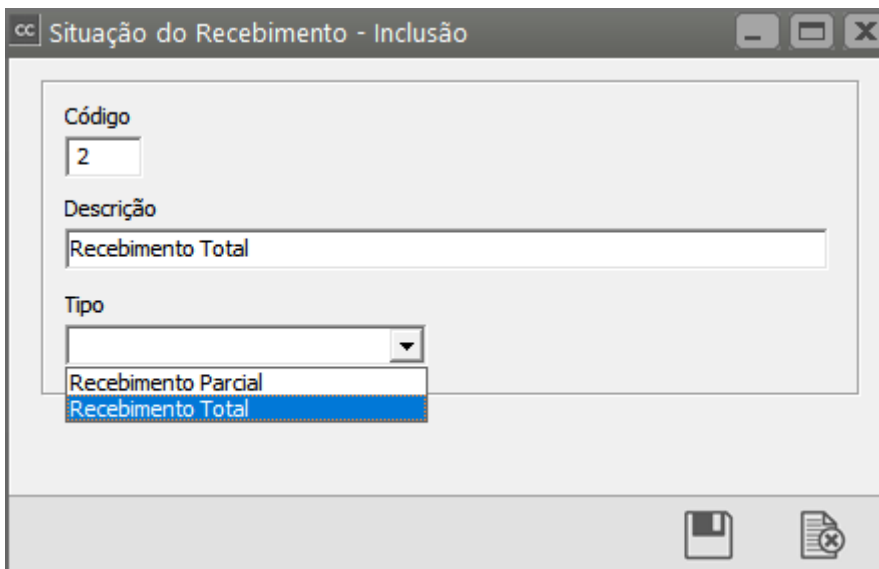 cc Situação do Recebimento - Inclusão
Código
2
Descrição
Recebimento Total
Tipo
Recebimento Parcial
Recebimento Total